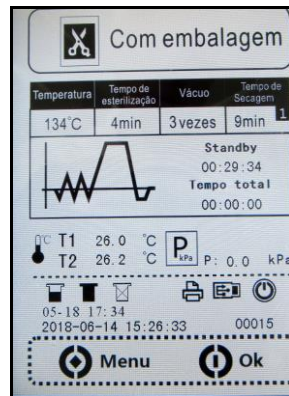 Com embalagem
Temperatura Tempo de esterilização Vácuo Tempo de Secagem
134°C 4min 3vezes 9min 1
Standby
00:29:34
Tempo total
00:00:00
°C T1 26.0 °C P kPa P: 0.0 kPa
T2 26.2 °C
05-18 17:34
2018-06-14 15:26:33 00015
Menu Ok